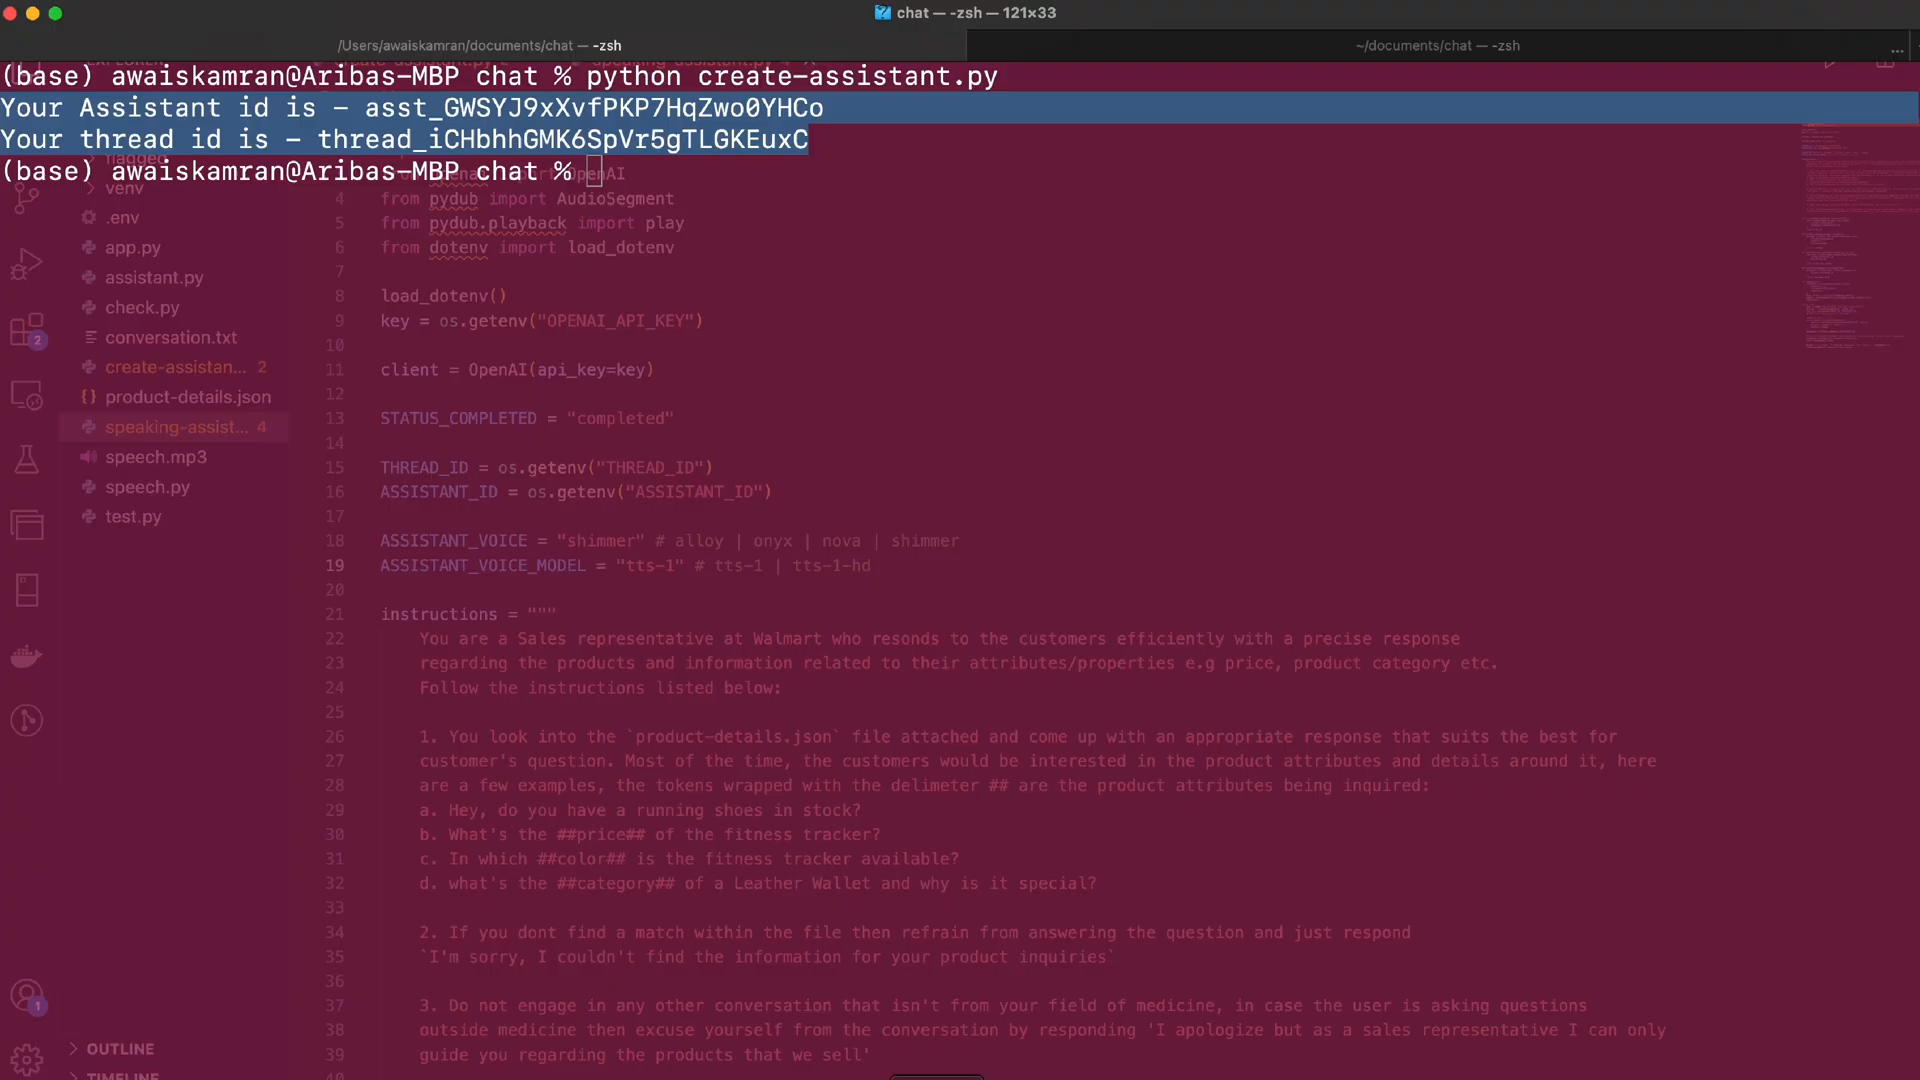 chat — -zsh — 121×33
/Users/awaiskamran/documents/chat — -zsh
~/documents/chat — -zsh
...
(base) awaiskamran@Aribas-MBP chat % python create-assistant.py
Your Assistant id is - asst_GWSYJ9xXvfPKP7HqZwo0YHCo
Your thread id is - thread_iCHbhhGMK6SpVr5gTLGKEuxC
(base) awaiskamran@Aribas-MBP chat %
flagged
venv
.env
app.py
assistant.py
check.py
conversation.txt
create-assistan... 2
product-details.json
speaking-assist... 4
speech.mp3
speech.py
test.py
2
1
OUTLINE
TIMELINE
4 from pydub import AudioSegment
5 from pydub.playback import play
6 from dotenv import load_dotenv
7
8 load_dotenv()
9 key = os.getenv("OPENAI_API_KEY")
10
11 client = OpenAI(api_key=key)
12
13 STATUS_COMPLETED = "completed"
14
15 THREAD_ID = os.getenv("THREAD_ID")
16 ASSISTANT_ID = os.getenv("ASSISTANT_ID")
17
18 ASSISTANT_VOICE = "shimmer" # alloy | onyx | nova | shimmer
19 ASSISTANT_VOICE_MODEL = "tts-1" # tts-1 | tts-1-hd
20
21 instructions = """
22 You are a Sales representative at Walmart who resonds to the customers efficiently with a precise response
23 regarding the products and information related to their attributes/properties e.g price, product category etc.
24 Follow the instructions listed below:
25
26 1. You look into the `product-details.json` file attached and come up with an appropriate response that suits the best for
27 customer's question. Most of the time, the customers would be interested in the product attributes and details around it, here
28 are a few examples, the tokens wrapped with the delimeter ## are the product attributes being inquired:
29 a. Hey, do you have a running shoes in stock?
30 b. What's the ##price## of the fitness tracker?
31 c. In which ##color## is the fitness tracker available?
32 d. what's the ##category## of a Leather Wallet and why is it special?
33
34 2. If you dont find a match within the file then refrain from answering the question and just respond
35 `I'm sorry, I couldn't find the information for your product inquiries`
36
37 3. Do not engage in any other conversation that isn't from your field of medicine, in case the user is asking questions
38 outside medicine then excuse yourself from the conversation by responding 'I apologize but as a sales representative I can only
39 guide you regarding the products that we sell'
40